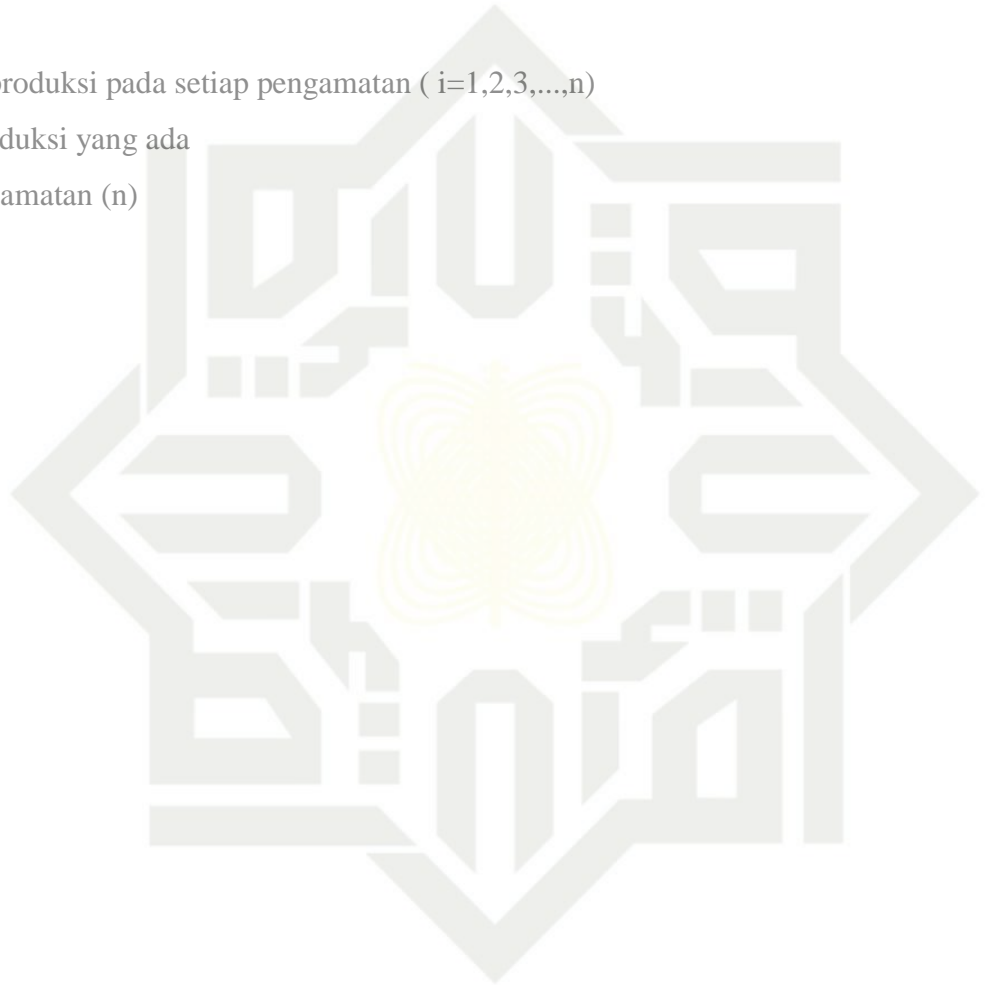 roduksi pada setiap pengamatan ( i=1,2,3,...,n)
duksi yang ada
amatan (n)